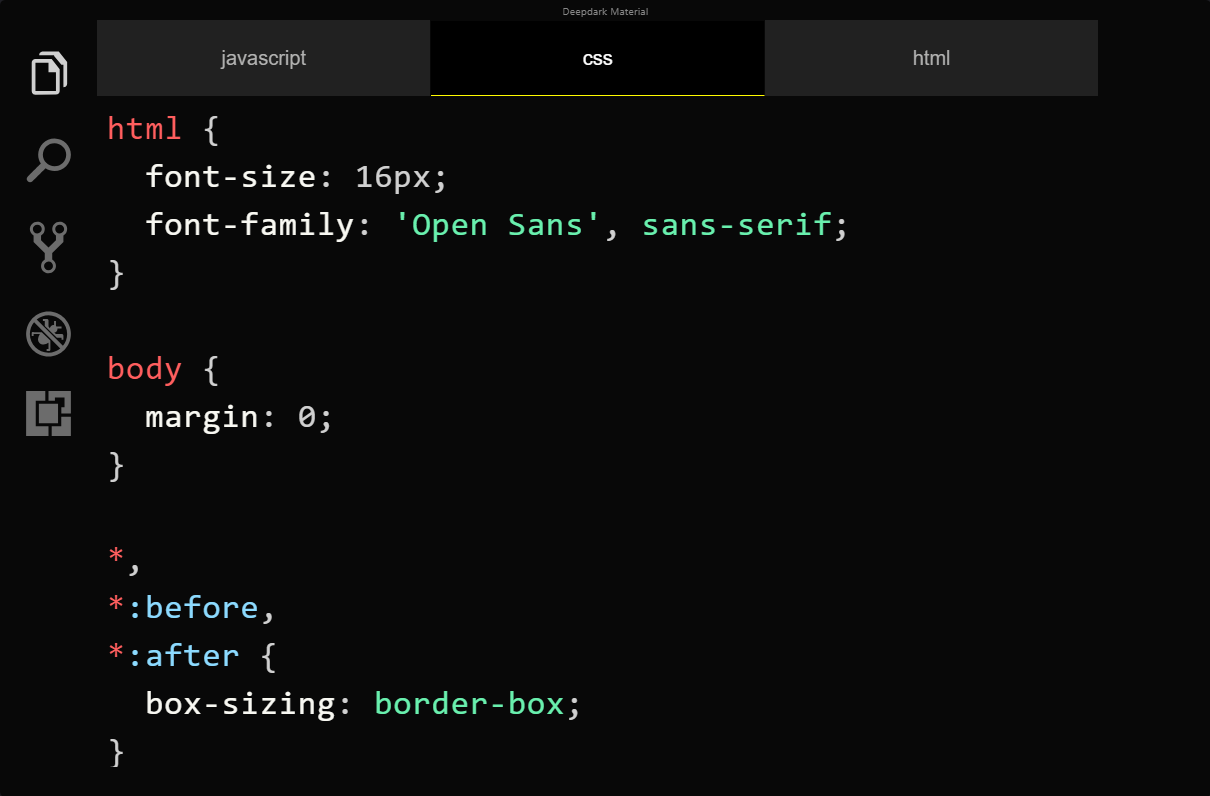 Deepdark Material
javascript css html
html {
  font-size: 16px;
  font-family: 'Open Sans', sans-serif;
}

body {
  margin: 0;
}

*,
*:before,
*:after {
  box-sizing: border-box;
}